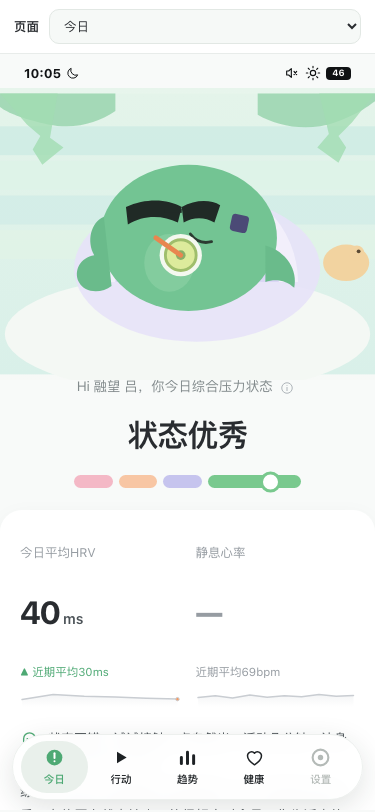 页面
今日
10:05
46
Hi 融望 吕，你今日综合压力状态
状态优秀
今日平均HRV
静息心率
40 ms
—
▲ 近期平均30ms
近期平均69bpm
今日
行动
趋势
健康
设置